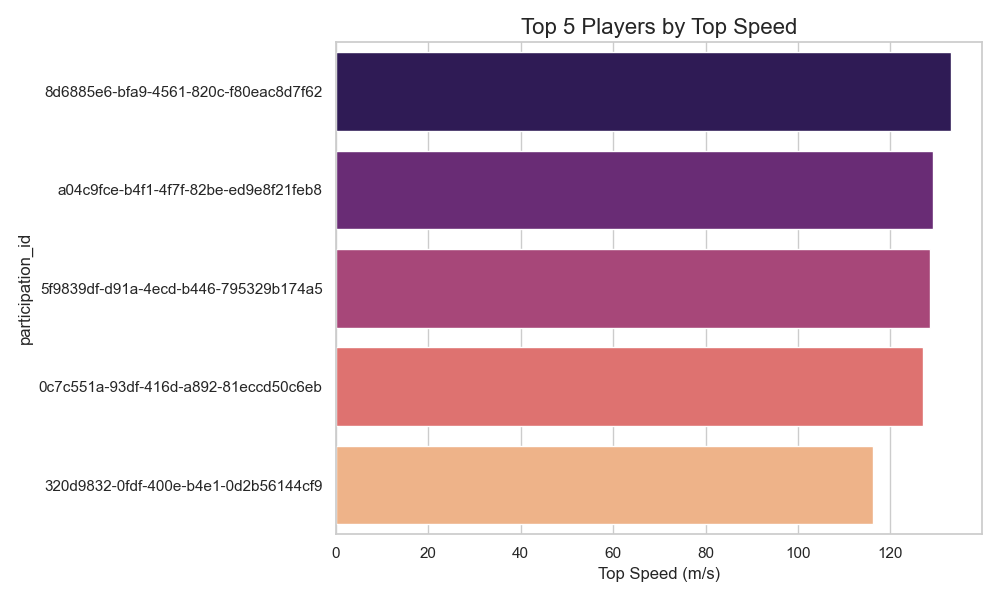 Top 5 Players by Top Speed
participation_id
8d6885e6-bfa9-4561-820c-f80eac8d7f62
a04c9fce-b4f1-4f7f-82be-ed9e8f21feb8
5f9839df-d91a-4ecd-b446-795329b174a5
0c7c551a-93df-416d-a892-81eccd50c6eb
320d9832-0fdf-400e-b4e1-0d2b56144cf9
0 20 40 60 80 100 120
Top Speed (m/s)